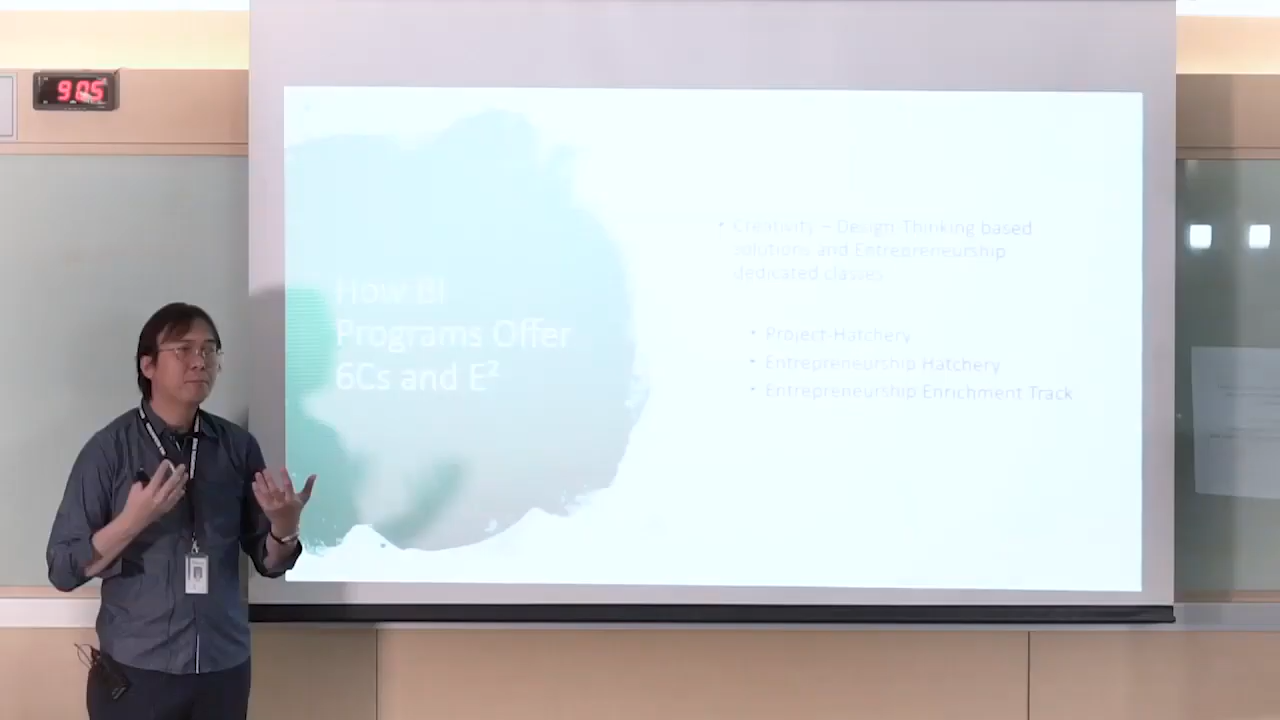 9:05
How BI
Programs Offer
6Cs and E²
• Creativity – Design Thinking based
solutions and Entrepreneurship
dedicated classes
• Project-Hatchery
• Entrepreneurship Hatchery
• Entrepreneurship Enrichment Track